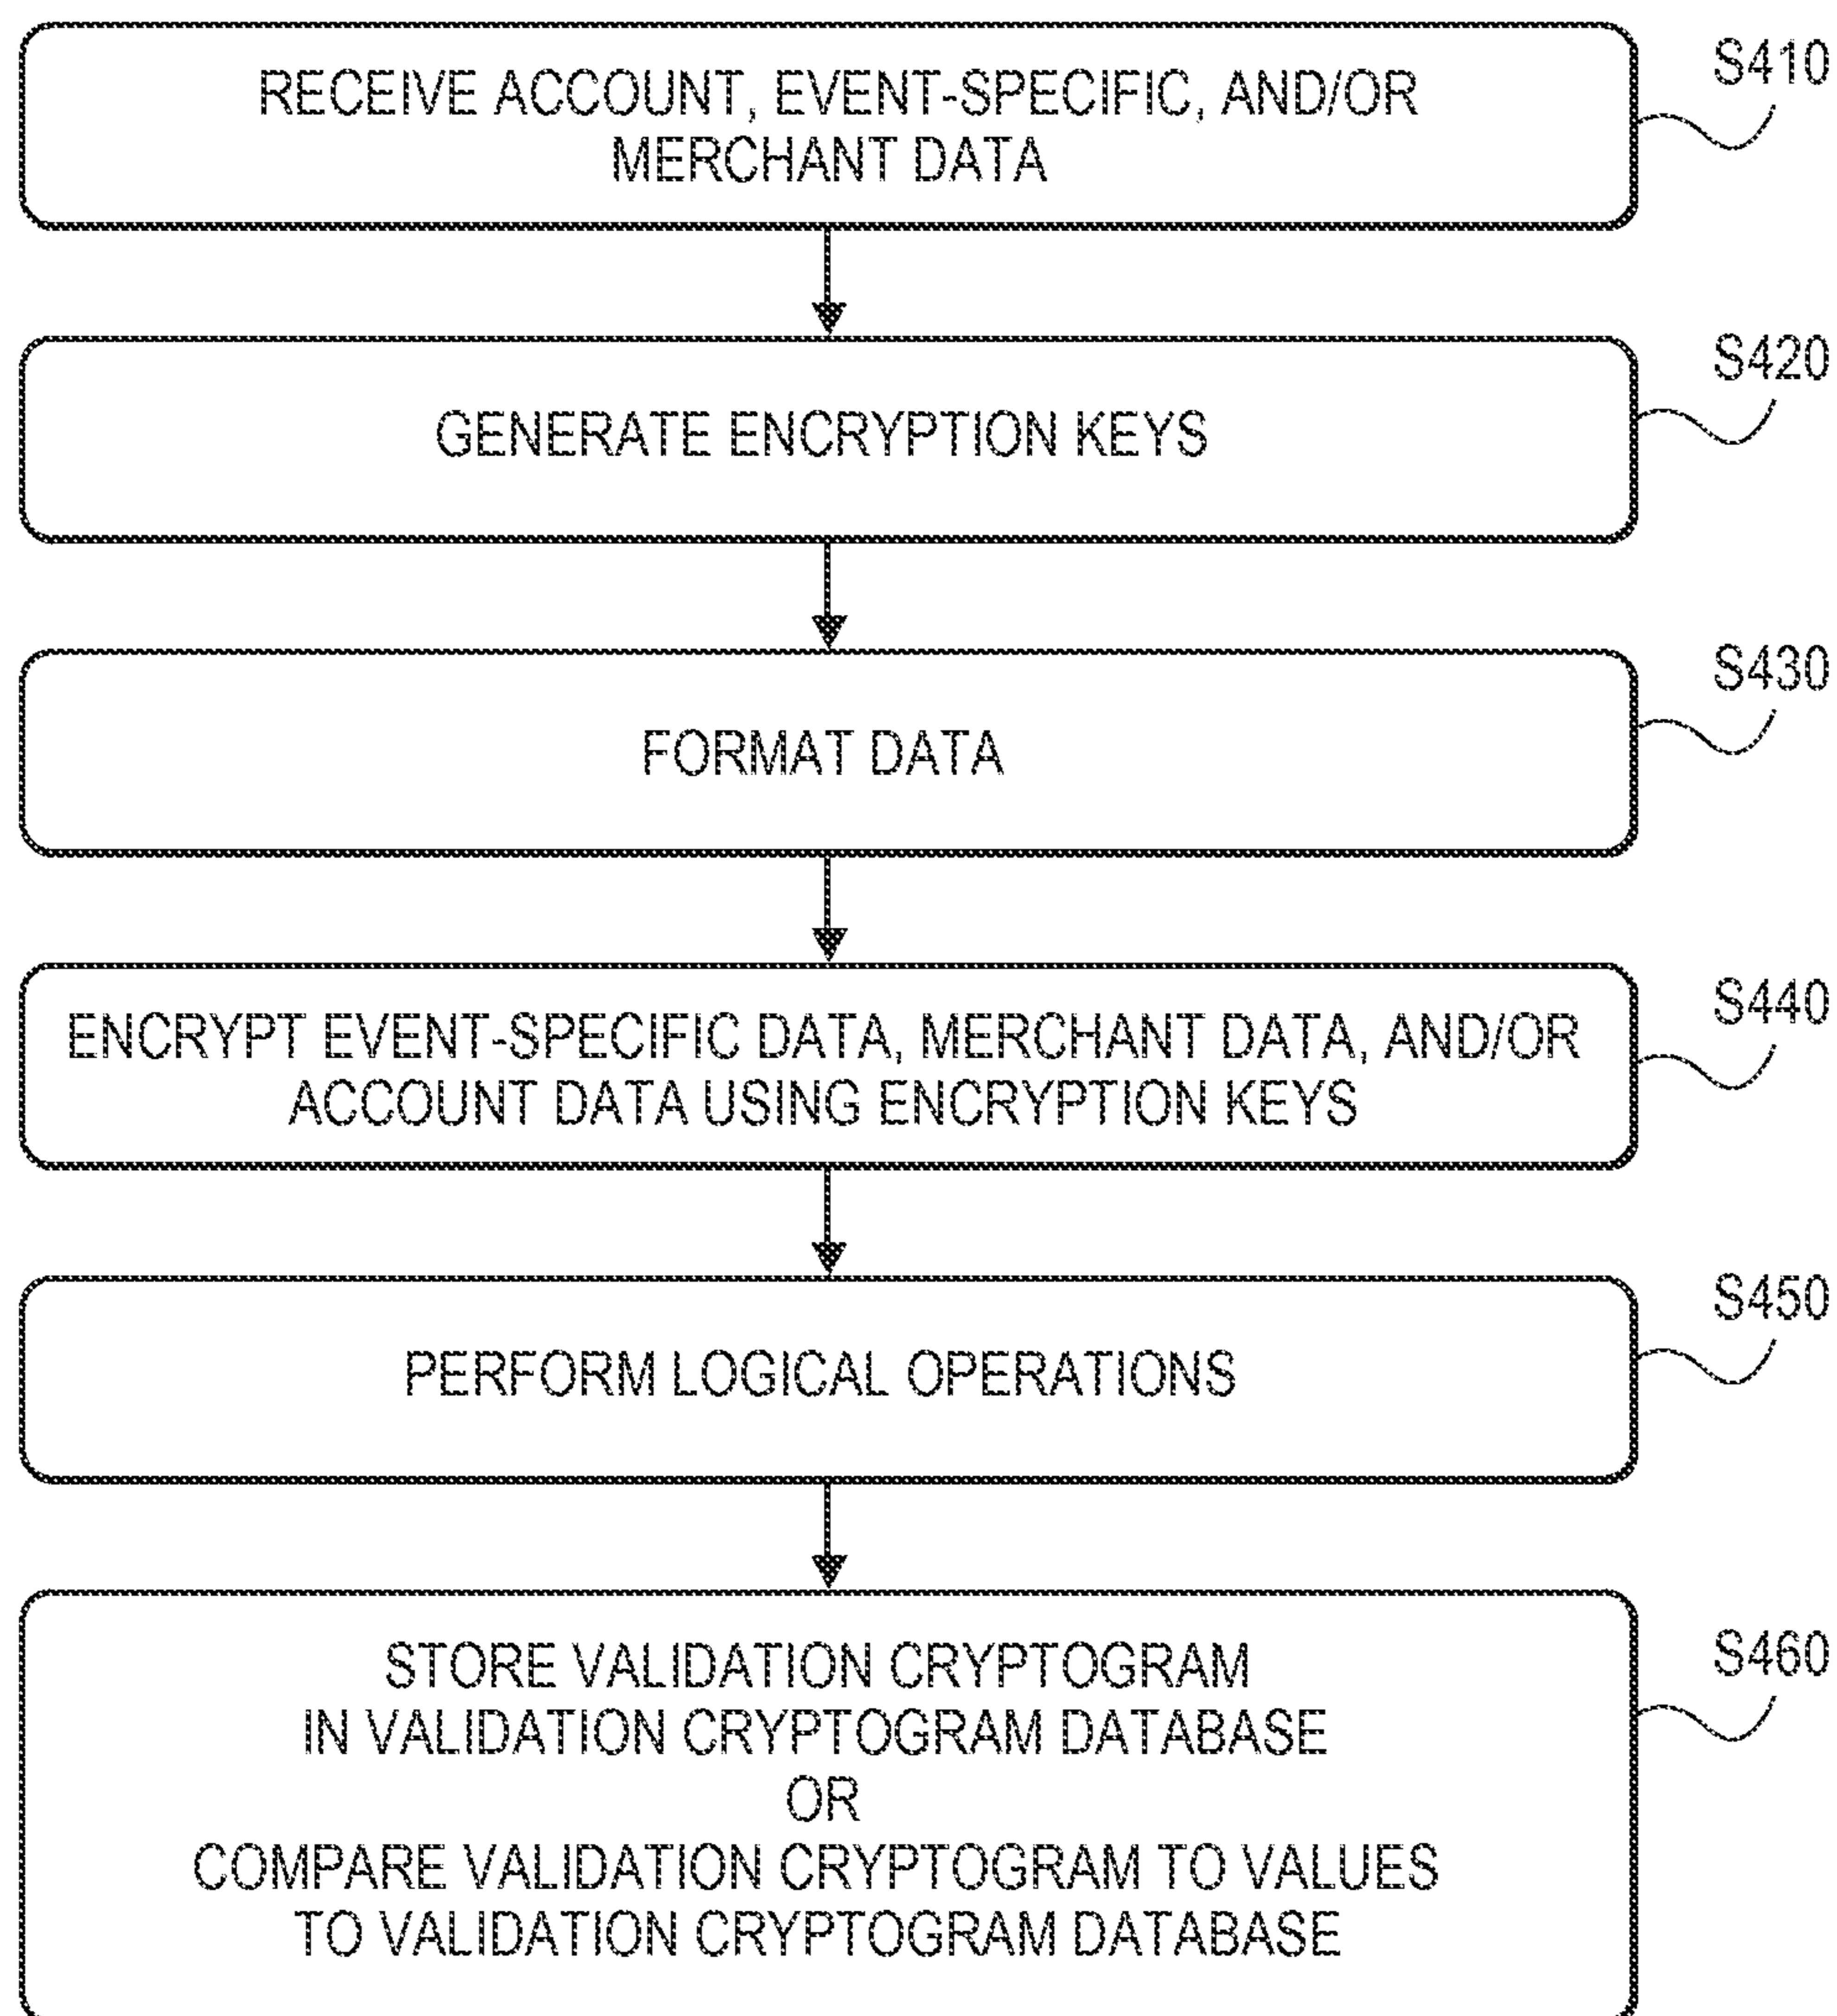 RECEIVE ACCOUNT, EVENT-SPECIFIC, AND/OR
MERCHANT DATA
S410
GENERATE ENCRYPTION KEYS
S420
FORMAT DATA
S430
ENCRYPT EVENT-SPECIFIC DATA, MERCHANT DATA, AND/OR
ACCOUNT DATA USING ENCRYPTION KEYS
S440
PERFORM LOGICAL OPERATIONS
S450
STORE VALIDATION CRYPTOGRAM
IN VALIDATION CRYPTOGRAM DATABASE
OR
COMPARE VALIDATION CRYPTOGRAM TO VALUES
TO VALIDATION CRYPTOGRAM DATABASE
S460